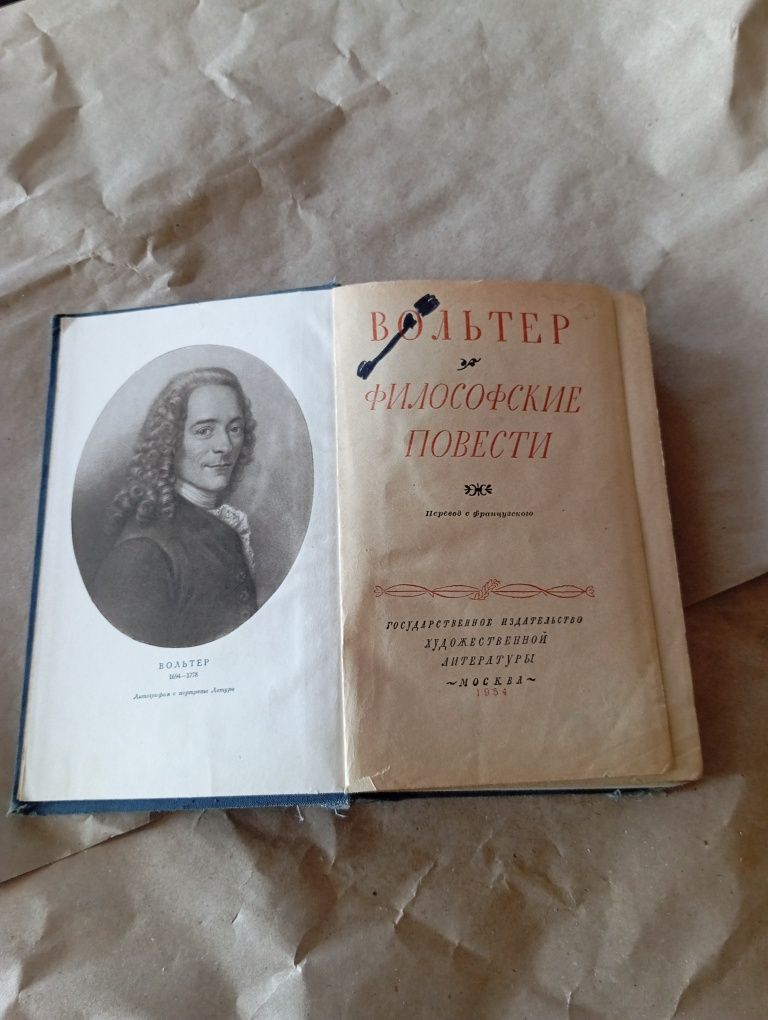 ВОЛЬТЕР
1694—1778
Литография с портрета Латура
ВОЛЬТЕР
ФИЛОСОФСКИЕ
ПОВЕСТИ
Перевод с французского
ГОСУДАРСТВЕННОЕ ИЗДАТЕЛЬСТВО
ХУДОЖЕСТВЕННОЙ
ЛИТЕРАТУРЫ
~МОСКВА~
1954